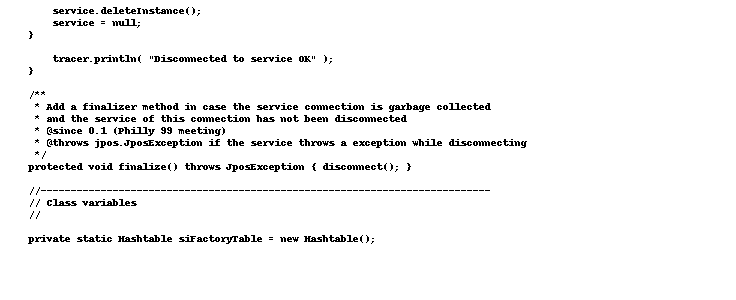 service.deleteInstance();
service = null;
}
tracer.println( "Disconnected to service OK" );
}
/**
* Add a finalizer method in case the service connection is garbage collected
* and the service of this connection has not been disconnected
* @since 0.1 (Philly 99 meeting)
* @throws jpos.JposException if the service throws a exception while disconnecting
*/
protected void finalize() throws JposException { disconnect(); }
//---------------------------------------------------------------------------
// Class variables
//
private static Hashtable siFactoryTable = new Hashtable();